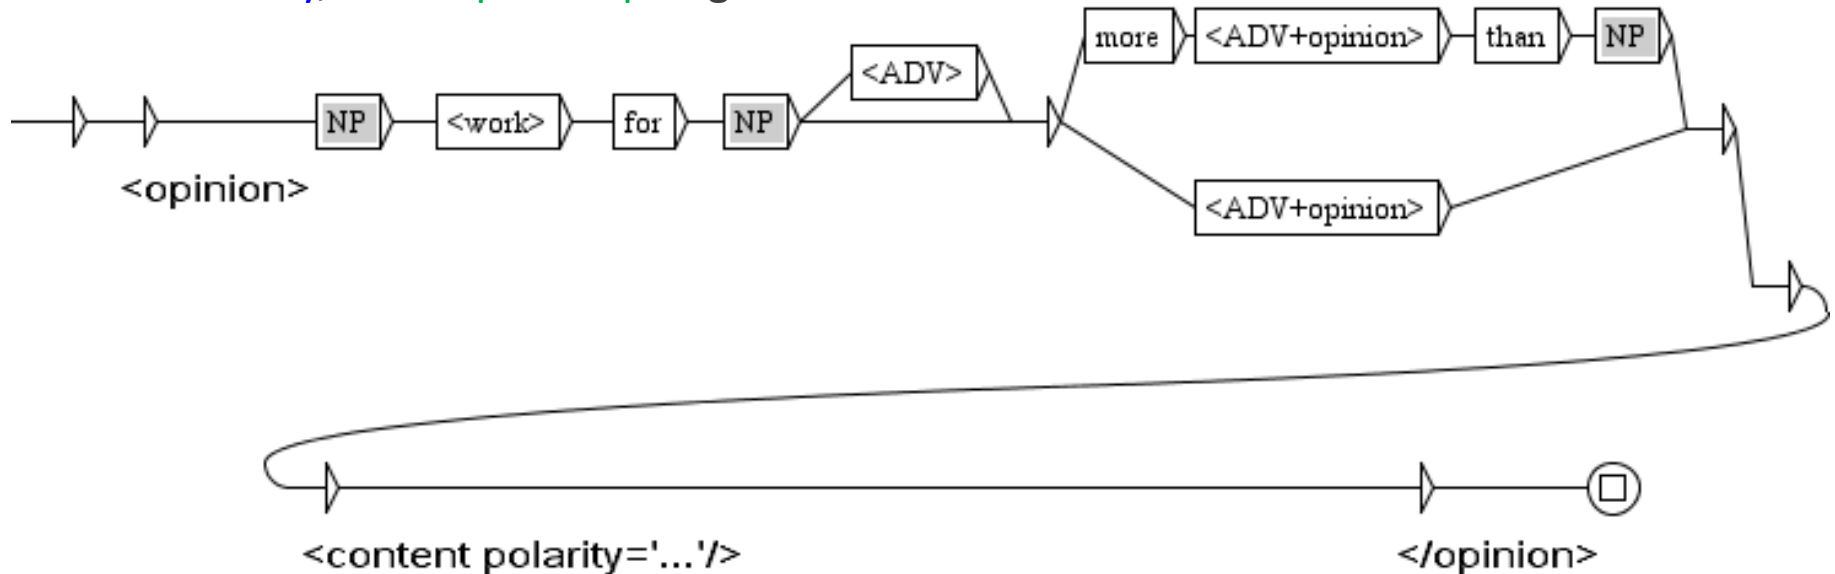 more <ADV+opinion> than NP
<ADV>
NP <work> for NP
<opinion>
<ADV+opinion>
<content polarity='...'/>
</opinion>